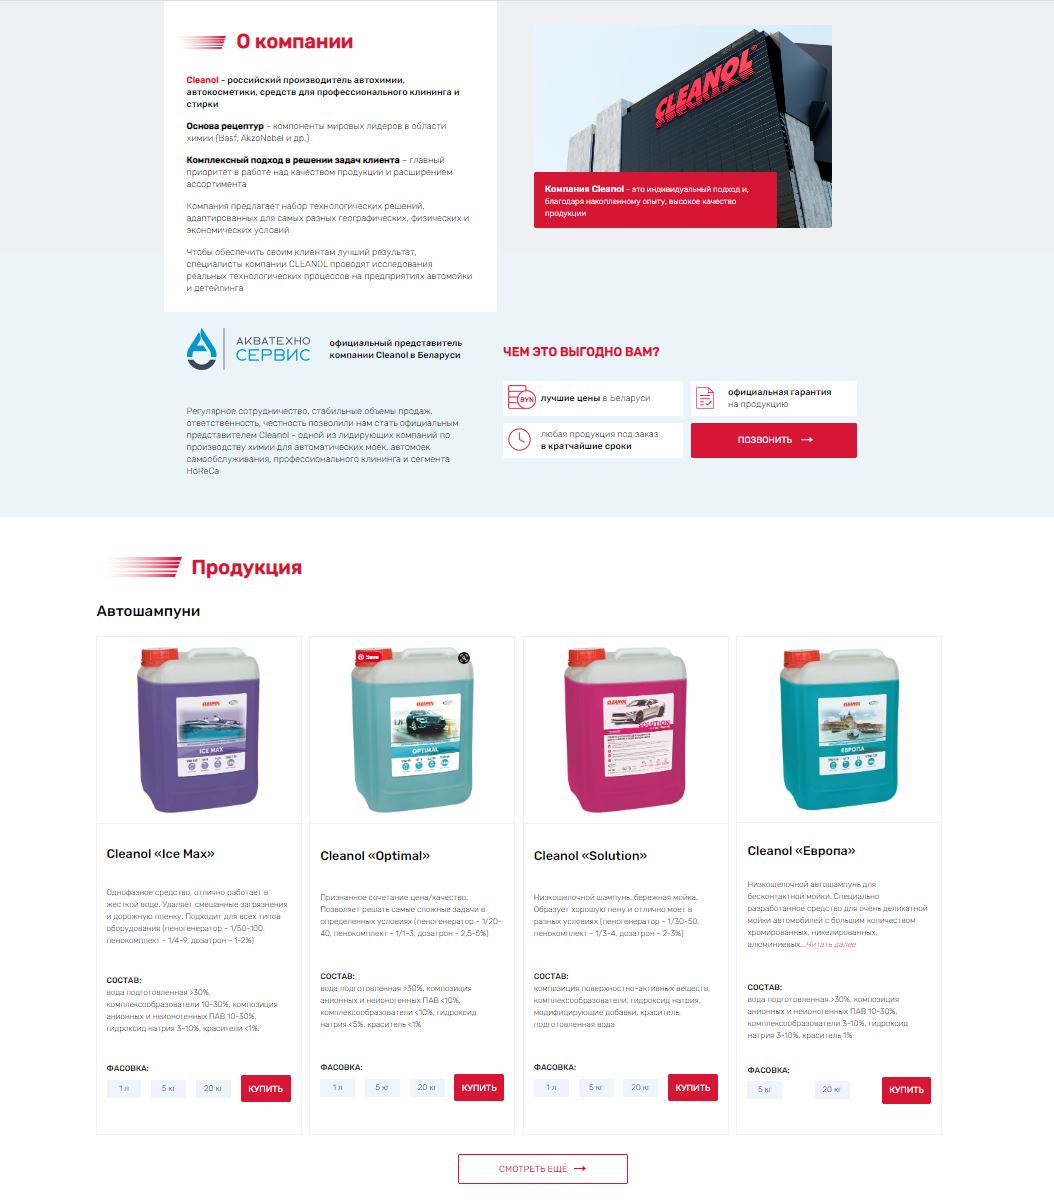 О компании
Cleanol - российский производитель автохимии,
автокосметики, средств для профессионального клининга и
стирки
Основа рецептур - компоненты мировых лидеров в области
химии (Basf, AkzoNobel и др.)
Комплексный подход в решении задач клиента – главный
приоритет в работе над качеством продукции и расширением
ассортимента
Компания предлагает набор технологических решений,
адаптированных для самых разных географических, физических и
экономических условий
Чтобы обеспечить своим клиентам лучший результат,
специалисты компании CLEANOL проводят исследования
реальных технологических процессов на предприятиях автомойки
и детейлинга
CLEANOL
Компания Cleanol - это индивидуальный подход и,
благодаря накопленному опыту, высокое качество
продукции
АКВАТЕХНО
СЕРВИС
официальный представитель
компании Cleanol в Беларуси
Регулярное сотрудничество, стабильные объемы продаж,
ответственность, честность позволили нам стать официальным
представителем Cleanol - одной из лидирующих компаний по
производству химии для автоматических моек, автомоек
самообслуживания, профессионального клининга и сегмента
HoReCa
ЧЕМ ЭТО ВЫГОДНО ВАМ?
BYN
лучшие цены в Беларуси
официальная гарантия
на продукцию
любая продукция под заказ
в кратчайшие сроки
ПОЗВОНИТЬ →
Продукция
Автошампуни
CLEANOL
ICE MAX
Save
CLEANOL
OPTIMAL
CLEANOL
SOLUTION
CLEANOL
ЕВРОПА
Cleanol «Ice Max»
Однофазное средство, отлично работает в
жесткой воде. Удаляет смешанные загрязнения
и дорожную пленку. Подходит для всех типов
оборудования (пеногенератор - 1/50-100,
пенокомплект - 1/4-9, дозатрон - 1-2%)
СОСТАВ:
вода подготовленная >30%,
комплексообразователи 10-30%, композиция
анионных и неионогенных ПАВ 10-30%,
гидроксид натрия 3-10%, красители <1%.
ФАСОВКА:
1 л
5 кг
20 кг
КУПИТЬ
Cleanol «Optimal»
Признанное сочетание цена/качество.
Позволяет решать самые сложные задачи в
определенных условиях (пеногенератор - 1/20-
40, пенокомплект - 1/1-3, дозатрон - 2,5-5%)
СОСТАВ:
вода подготовленная >30%, композиция
анионных и неионогенных ПАВ <10%,
комплексообразователи <10%, гидроксид
натрия <5%, краситель <1%
ФАСОВКА:
1 л
5 кг
20 кг
КУПИТЬ
Cleanol «Solution»
Низкощелочной шампунь, бережная мойка.
Образует хорошую пену и отлично моет в
разных условиях (пеногенератор - 1/30-50,
пенокомплект - 1/3-4, дозатрон - 2-3%)
СОСТАВ:
композиция поверхностно-активных веществ,
комплексообразователи, гидроксид натрия,
модифицирующие добавки, краситель,
подготовленная вода
ФАСОВКА:
1 л
5 кг
20 кг
КУПИТЬ
Cleanol «Европа»
Низкощелочной автошампунь для
бесконтактной мойки. Специально
разработанное средство для очень деликатной
мойки автомобилей с большим количеством
хромированных, никелированных,
алюминиевых...Читать далее
СОСТАВ:
вода подготовленная >30%, композиция
анионных и неионогенных ПАВ 10-30%,
комплексообразователи 3-10%, гидроксид
натрия 3-10%, краситель 1%
ФАСОВКА:
5 кг
20 кг
КУПИТЬ
СМОТРЕТЬ ЕЩЁ →